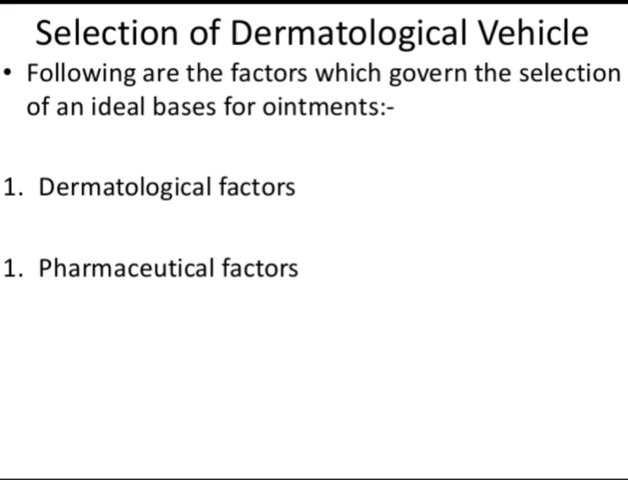 Selection of Dermatological Vehicle
• Following are the factors which govern the selection
of an ideal bases for ointments:-
1. Dermatological factors
1. Pharmaceutical factors